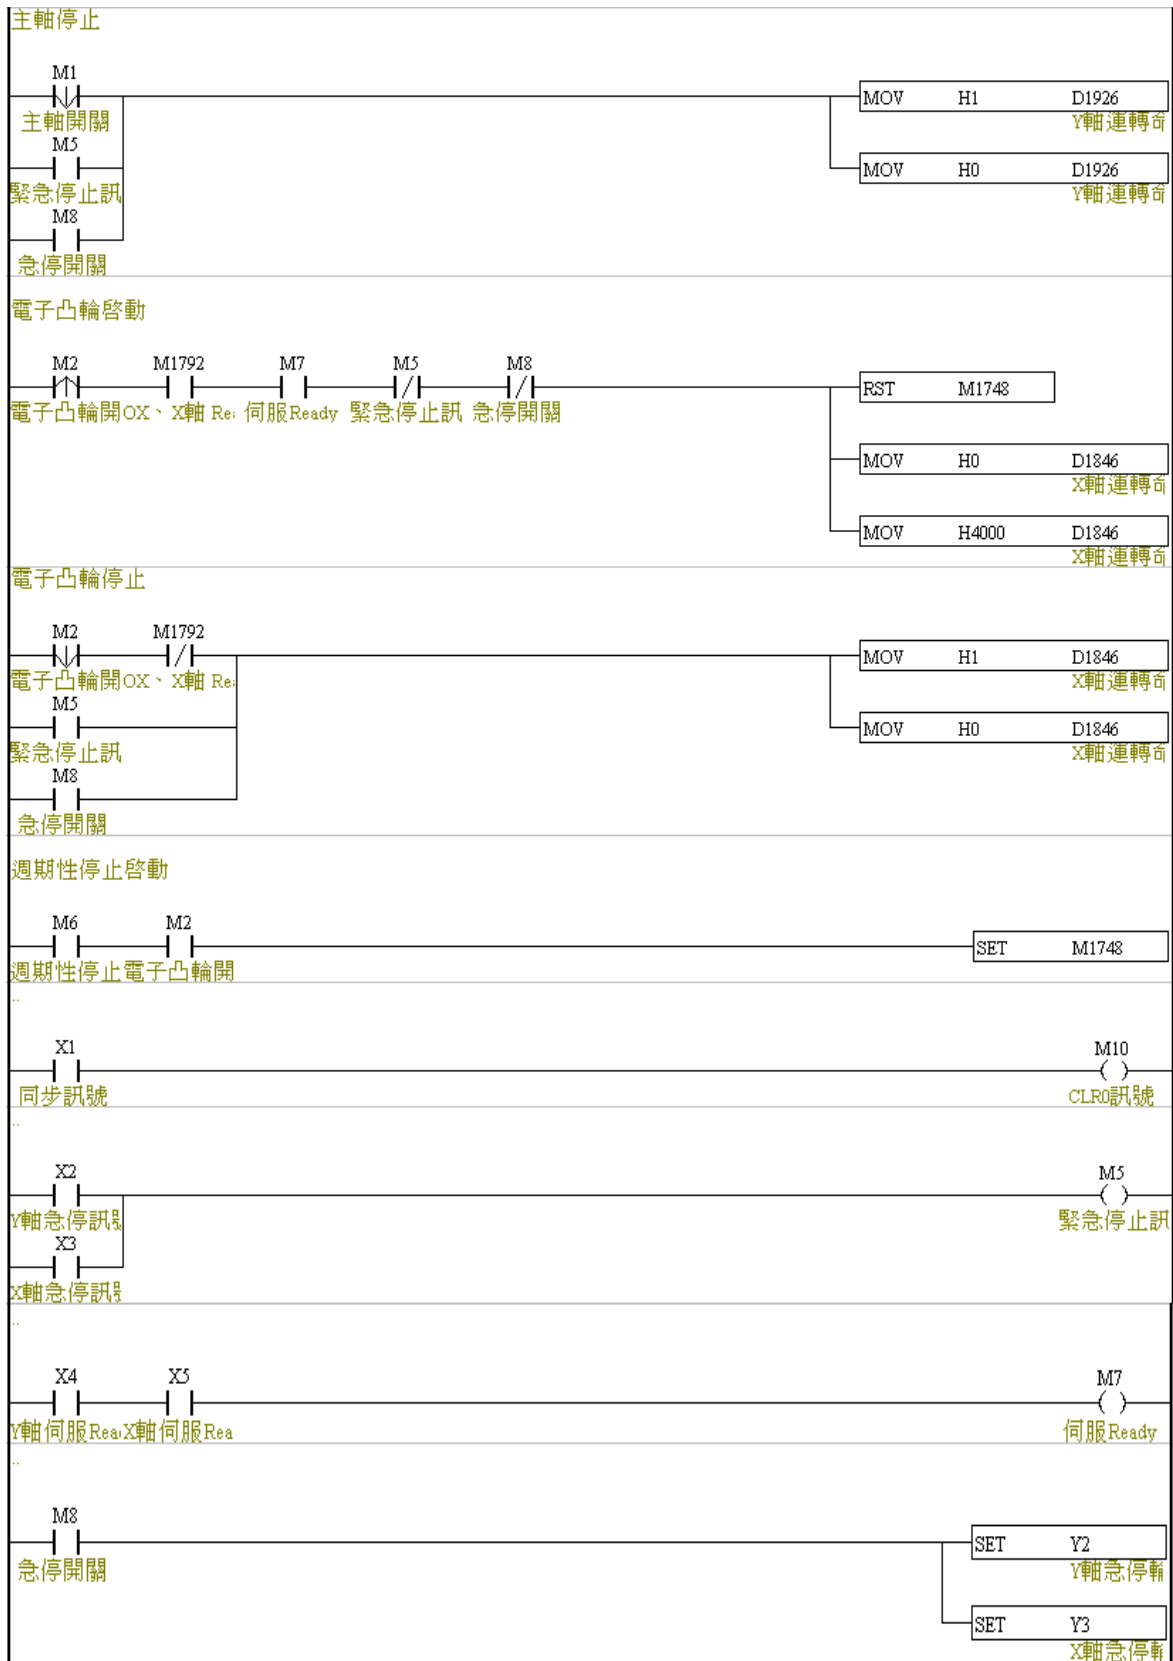 主軸停止
M1
MOV H1 D1926
主軸開關 Y軸運轉命
M5
MOV H0 D1926
緊急停止訊 Y軸運轉命
M8
急停開關
電子凸輪啓動
M2 M1792 M7 M5 M8
RST M1748
電子凸輪開OX、X軸 Re 伺服Ready 緊急停止訊 急停開關
MOV H0 D1846
X軸運轉命
MOV H4000 D1846
X軸運轉命
電子凸輪停止
M2 M1792
MOV H1 D1846
電子凸輪開OX、X軸 Re X軸運轉命
M5
MOV H0 D1846
緊急停止訊 X軸運轉命
M8
急停開關
週期性停止啓動
M6 M2
SET M1748
週期性停止電子凸輪開
..
X1 M10
同步訊號 CLR0訊號
..
X2 M5
Y軸急停訊 緊急停止訊
X3
X軸急停訊
..
X4 X5 M7
Y軸伺服Rea X軸伺服Rea 伺服Ready
..
M8
SET Y2
急停開關 Y軸急停輸
SET Y3
X軸急停輸